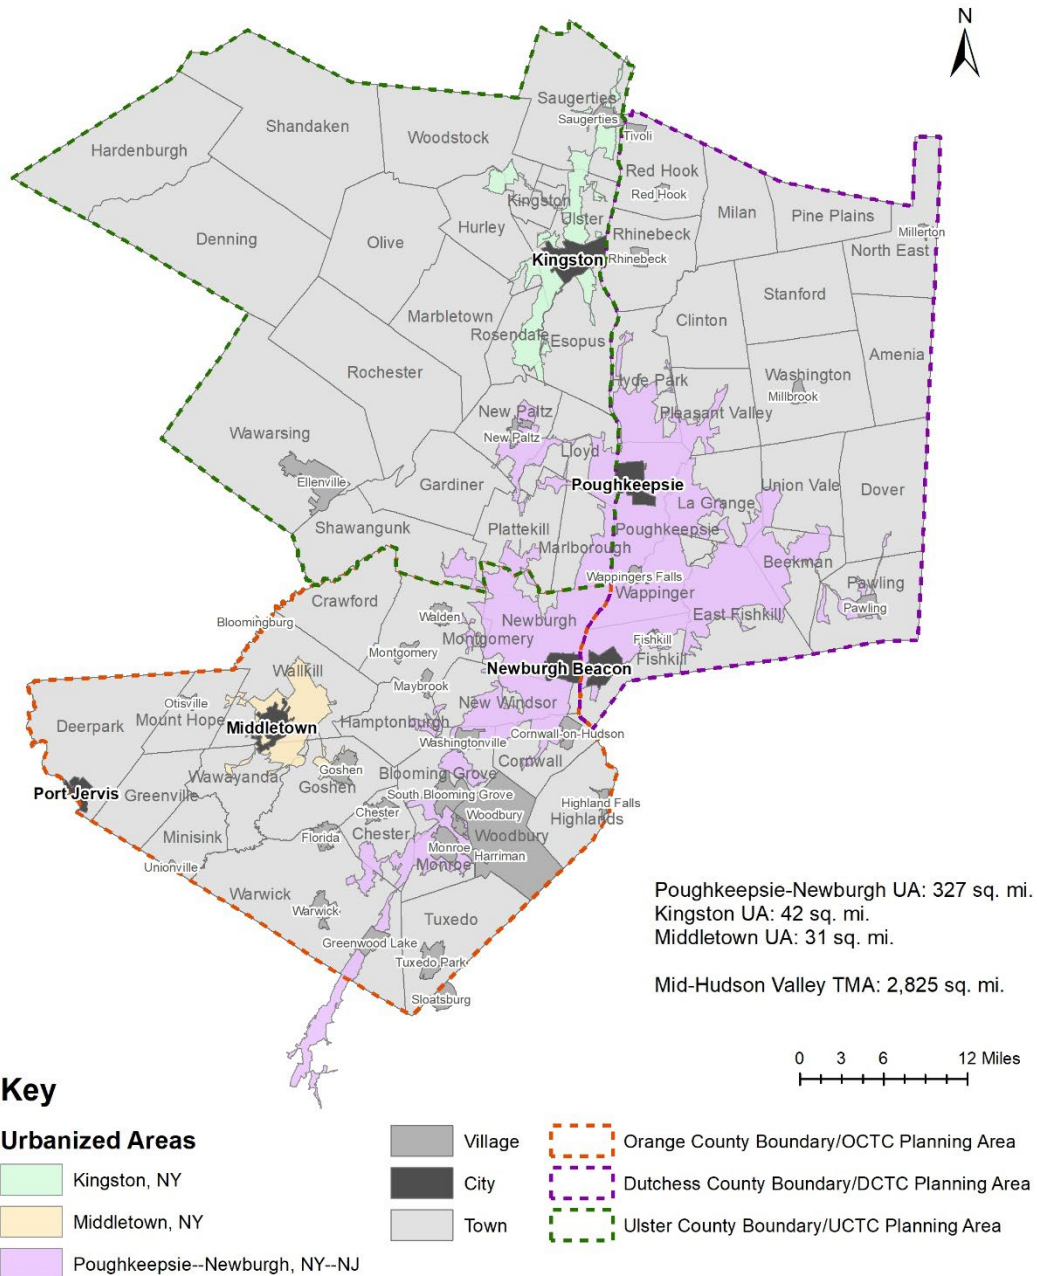 N
Saugerties
Saugerties
Tivoli
Shandaken
Woodstock
Hardenburgh
Red Hook
Red Hook
Kingston
Milan
Pine Plains
Ulster
Hurley
Denning
Olive
Rhinebeck
Millerton
North East
Kingston
Rhinebeck
Stanford
Marbletown
Clinton
Rosendale
Esopus
Amenia
Rochester
Hyde Park
Washington
Millbrook
New Paltz
Pleasant Valley
Wawarsing
New Paltz
Lloyd
Ellenville
Gardiner
Poughkeepsie
Union Vale
Dover
La Grange
Shawangunk
Plattekill
Poughkeepsie
Marlborough
Beekman
Wappingers Falls
Pawling
Wappinger
Crawford
Pawling
Bloomingburg
Walden
Newburgh
East Fishkill
Montgomery
Fishkill
Montgomery
Fishkill
Wallkill
Newburgh
Beacon
Maybrook
Otisville
New Windsor
Deerpark
Mount Hope
Middletown
Hamptonburgh
Washingtonville
Cornwall-on-Hudson
Cornwall
Goshen
Wawayanda
Blooming Grove
Goshen
Port Jervis
Greenville
South Blooming Grove
Highland Falls
Chester
Woodbury
Highlands
Minisink
Florida
Chester
Woodbury
Monroe
Harriman
Monroe
Unionville
Warwick
Warwick
Tuxedo
Greenwood Lake
Tuxedo Park
Sloatsburg
Poughkeepsie-Newburgh UA: 327 sq. mi.
Kingston UA: 42 sq. mi.
Middletown UA: 31 sq. mi.
Mid-Hudson Valley TMA: 2,825 sq. mi.
0 3 6 12 Miles
Key
Urbanized Areas
Kingston, NY
Middletown, NY
Poughkeepsie--Newburgh, NY--NJ
Village
City
Town
Orange County Boundary/OCTC Planning Area
Dutchess County Boundary/DCTC Planning Area
Ulster County Boundary/UCTC Planning Area